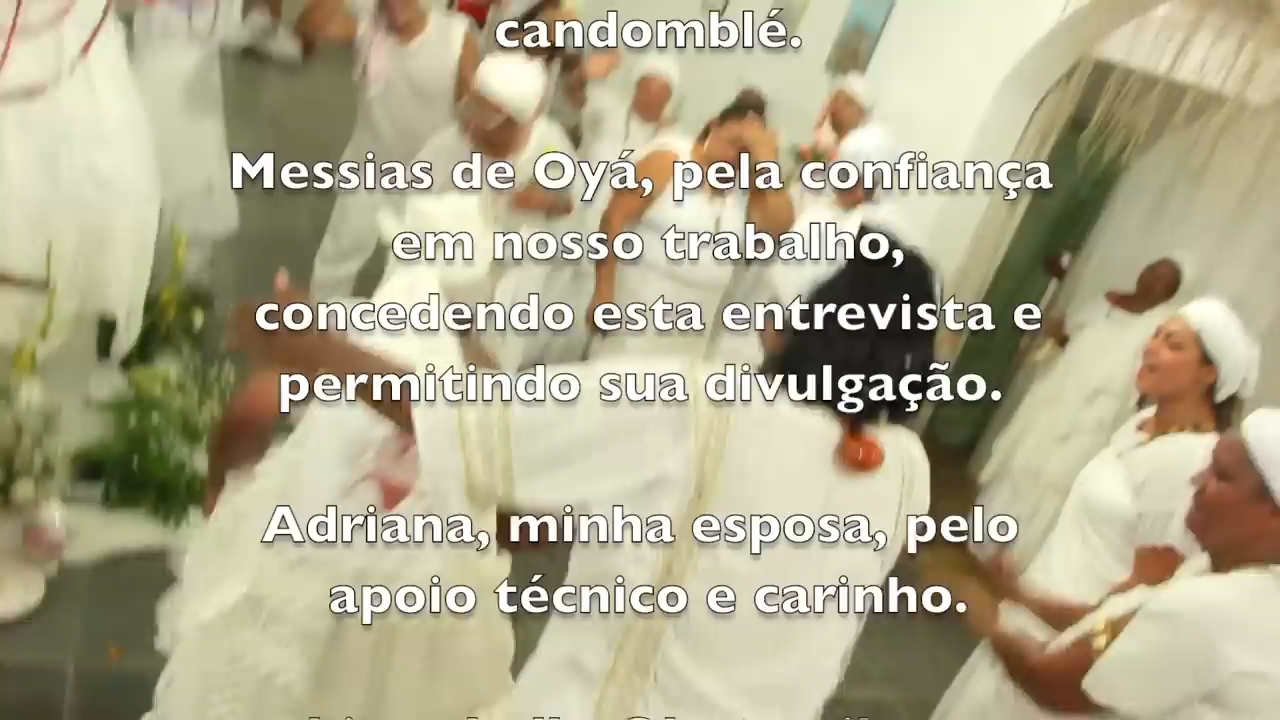 candomblé.
Messias de Oyá, pela confiança
em nosso trabalho,
concedendo esta entrevista e
permitindo sua divulgação.
Adriana, minha esposa, pelo
apoio técnico e carinho.